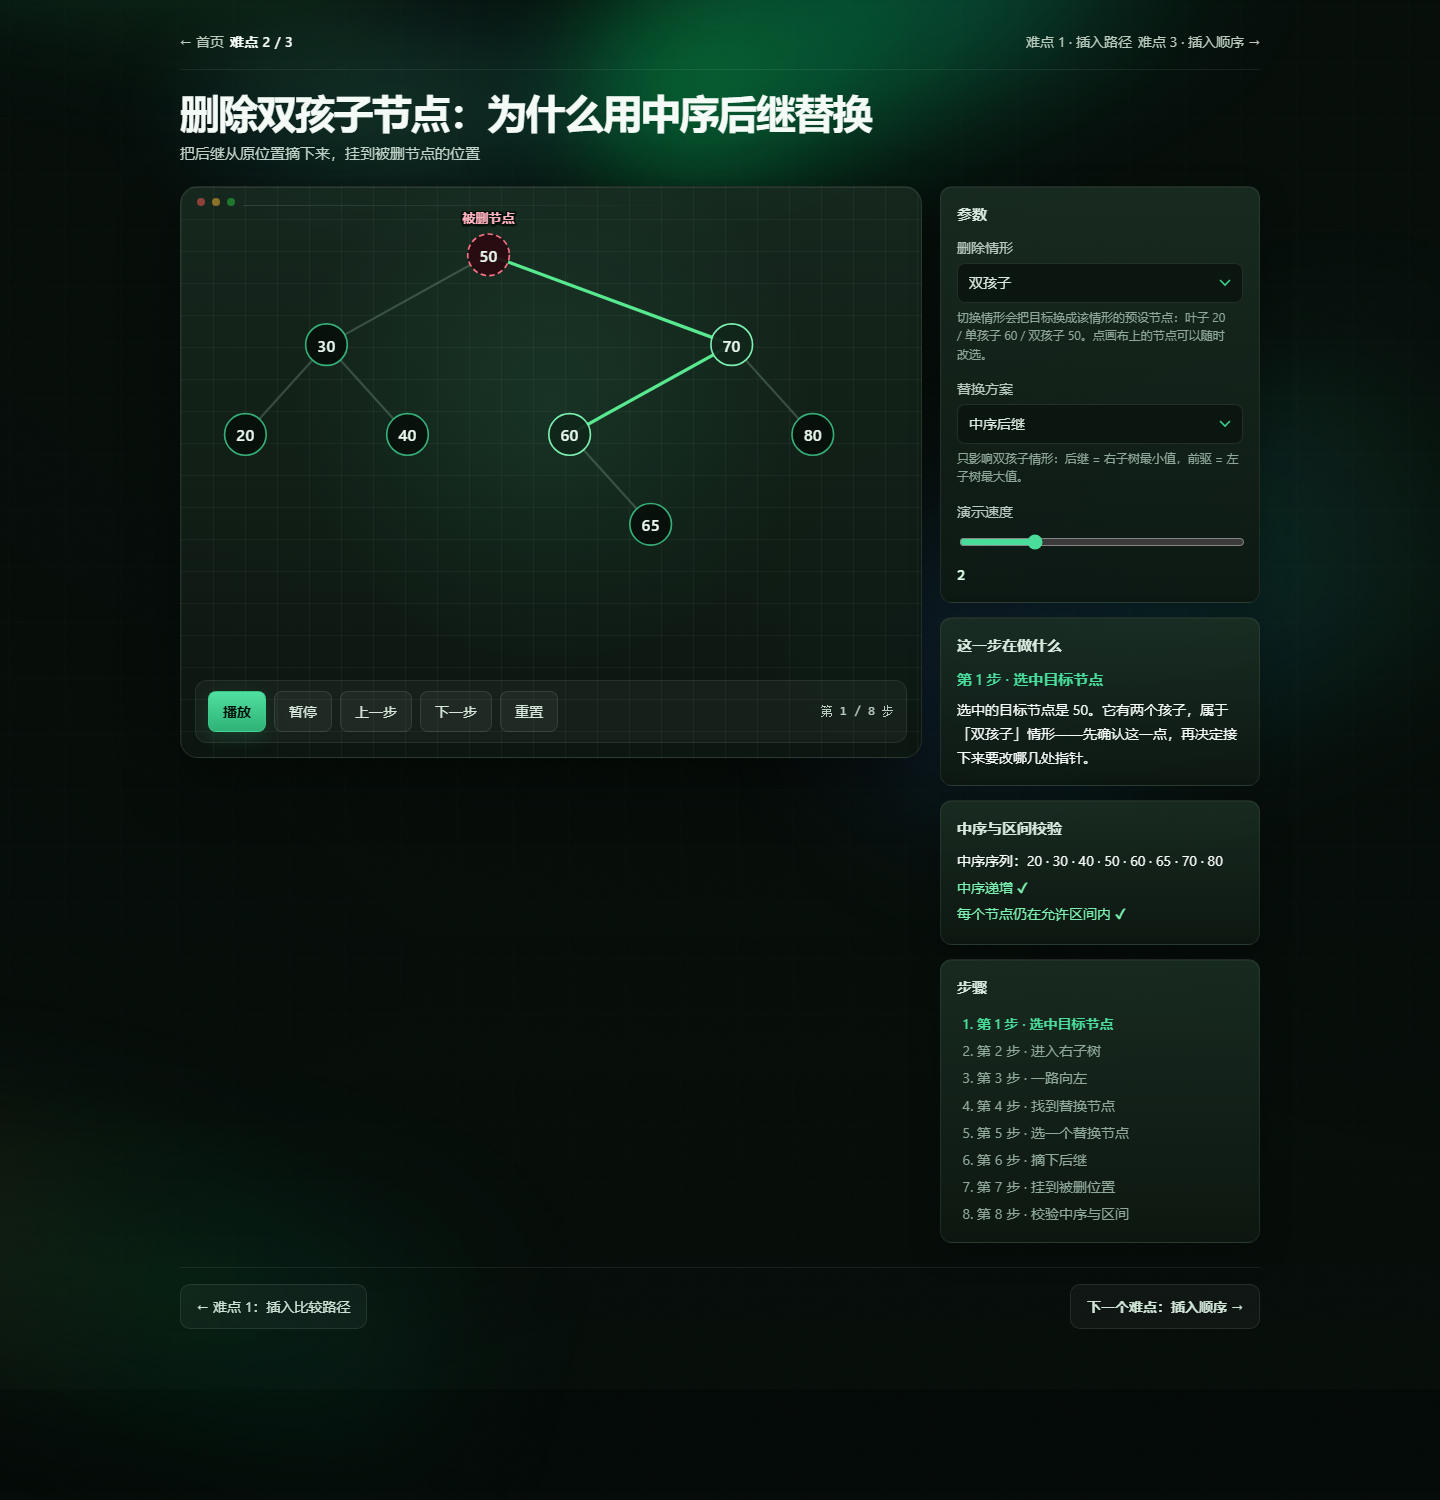 ← 首页 难点 2 / 3
难点 1 · 插入路径 难点 3 · 插入顺序 →
删除双孩子节点：为什么用中序后继替换
把后继从原位置摘下来，挂到被删节点的位置
被删节点
50
30
70
20
40
60
80
65
播放
暂停
上一步
下一步
重置
第 1 / 8 步
参数
删除情形
双孩子
切换情形会把目标换成该情形的预设节点：叶子 20
/ 单孩子 60 / 双孩子 50。点画布上的节点可以随时
改选。
替换方案
中序后继
只影响双孩子情形：后继 = 右子树最小值，前驱 = 左
子树最大值。
演示速度
2
这一步在做什么
第 1 步 · 选中目标节点
选中的目标节点是 50。它有两个孩子，属于
「双孩子」情形——先确认这一点，再决定接
下来要改哪几处指针。
中序与区间校验
中序序列：20 · 30 · 40 · 50 · 60 · 65 · 70 · 80
中序递增 ✓
每个节点仍在允许区间内 ✓
步骤
1. 第 1 步 · 选中目标节点
2. 第 2 步 · 进入右子树
3. 第 3 步 · 一路向左
4. 第 4 步 · 找到替换节点
5. 第 5 步 · 选一个替换节点
6. 第 6 步 · 摘下后继
7. 第 7 步 · 挂到被删位置
8. 第 8 步 · 校验中序与区间
← 难点 1：插入比较路径
下一个难点：插入顺序 →